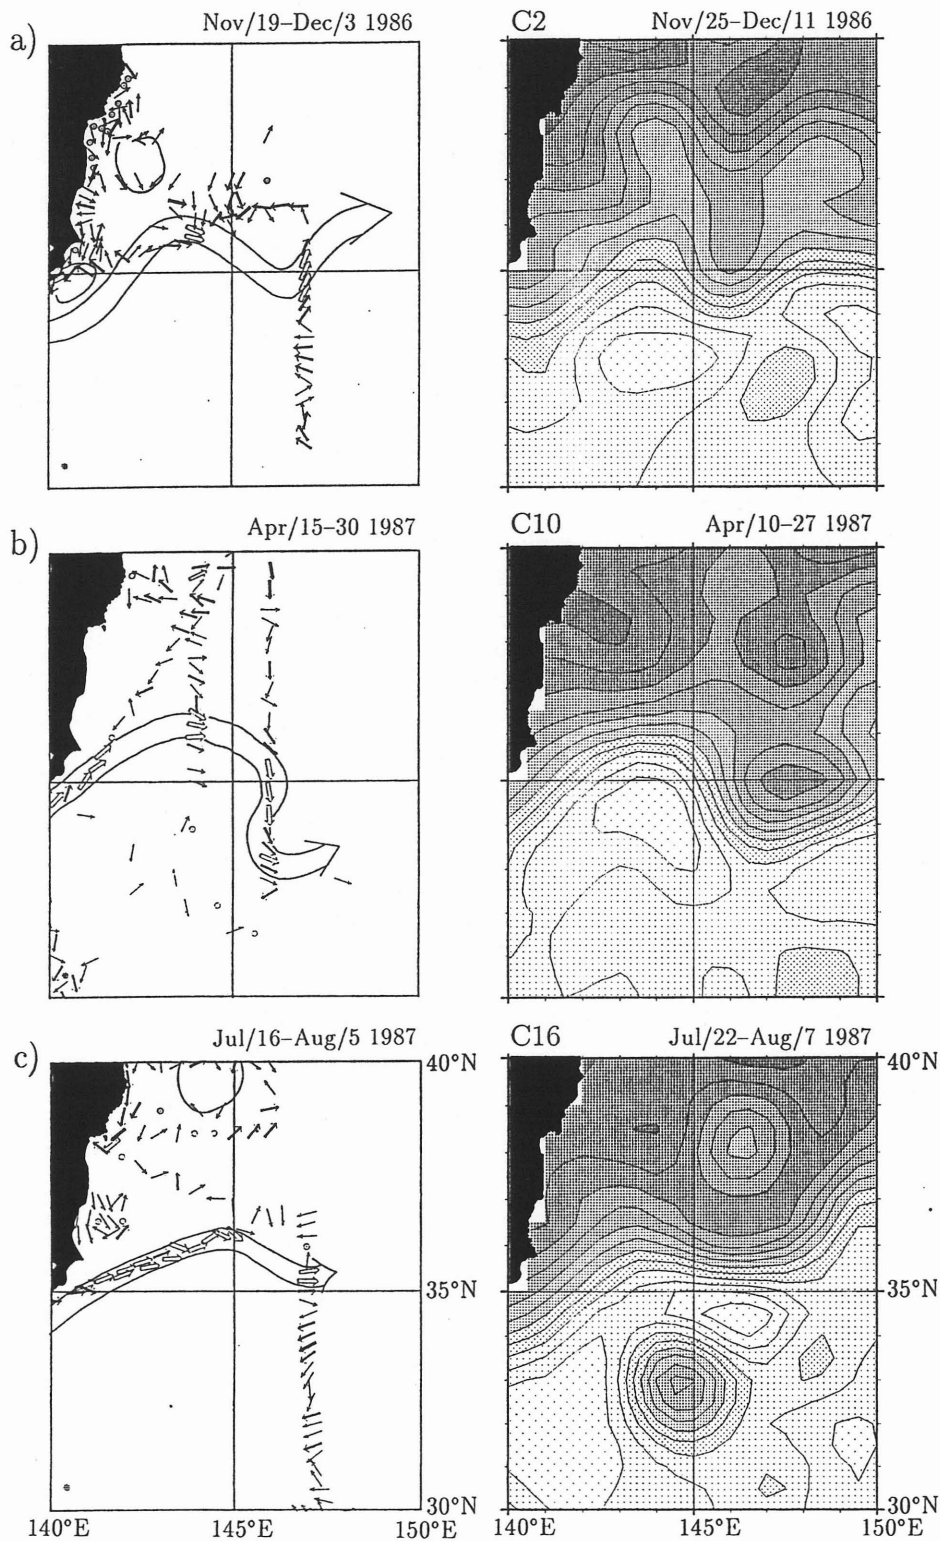 a)
Nov/19–Dec/3 1986
C2
Nov/25–Dec/11 1986
b)
Apr/15–30 1987
C10
Apr/10–27 1987
c)
Jul/16–Aug/5 1987
40°N
C16
Jul/22–Aug/7 1987
40°N
35°N
35°N
30°N
30°N
140°E
145°E
150°E
140°E
145°E
150°E